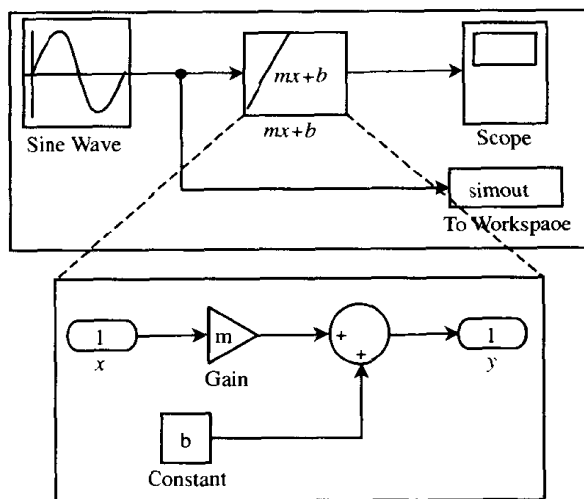 mx+b
mx+b
Sine Wave
Scope
simout
To Workspaoe
1
x
m
Gain
+
+
1
y
b
Constant